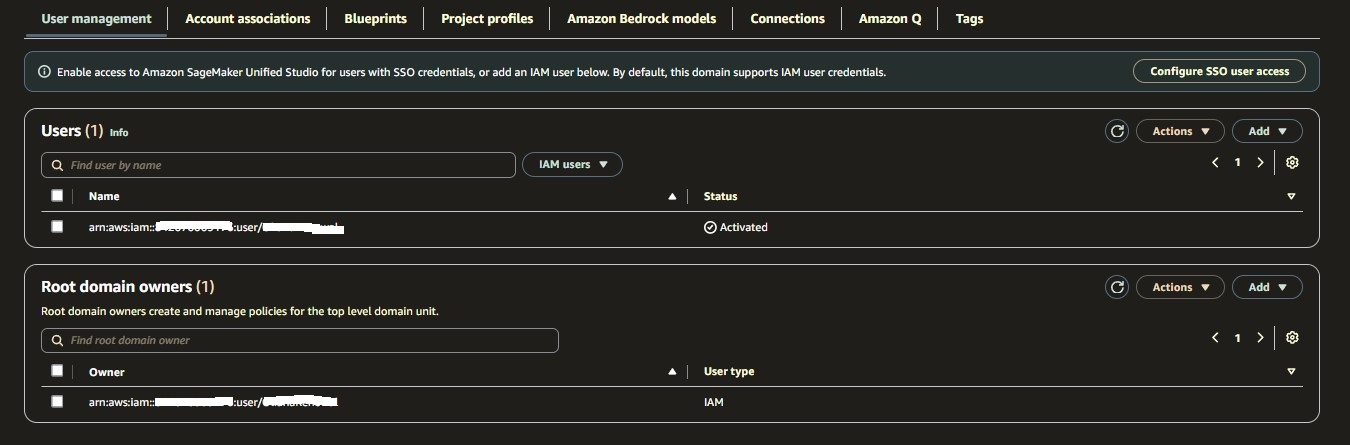 User management Account associations Blueprints Project profiles Amazon Bedrock models Connections Amazon Q Tags
Enable access to Amazon SageMaker Unified Studio for users with SSO credentials, or add an IAM user below. By default, this domain supports IAM user credentials. Configure SSO user access
Users (1) Info Actions Add
Find user by name IAM users 1
Name Status
arn:aws:iam:: :user/ Activated
Root domain owners (1) Actions Add
Root domain owners create and manage policies for the top level domain unit.
Find root domain owner 1
Owner User type
arn:aws:iam:: :user/ IAM